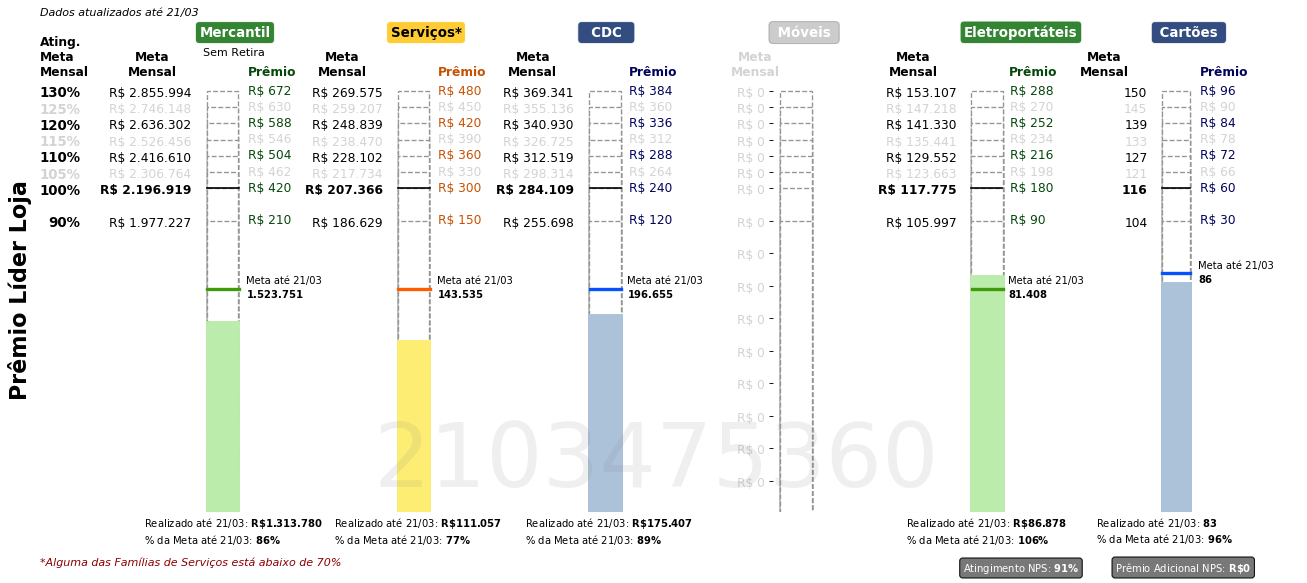 Dados atualizados até 21/03
Mercantil Serviços* CDC Móveis Eletroportáteis Cartões
Sem Retira
Ating. Meta Mensal
Meta Mensal Prêmio Meta Mensal Prêmio Meta Mensal Prêmio Meta Mensal Meta Mensal Prêmio Meta Mensal Prêmio
130% R$ 2.855.994 R$ 672 R$ 269.575 R$ 480 R$ 369.341 R$ 384 R$ 0 R$ 153.107 R$ 288 150 R$ 96
125% R$ 2.746.148 R$ 630 R$ 259.207 R$ 450 R$ 355.136 R$ 360 R$ 0 R$ 147.218 R$ 270 145 R$ 90
120% R$ 2.636.302 R$ 588 R$ 248.839 R$ 420 R$ 340.930 R$ 336 R$ 0 R$ 141.330 R$ 252 139 R$ 84
115% R$ 2.526.456 R$ 546 R$ 238.470 R$ 390 R$ 326.725 R$ 312 R$ 0 R$ 135.441 R$ 234 133 R$ 78
110% R$ 2.416.610 R$ 504 R$ 228.102 R$ 360 R$ 312.519 R$ 288 R$ 0 R$ 129.552 R$ 216 127 R$ 72
105% R$ 2.306.764 R$ 462 R$ 217.734 R$ 330 R$ 298.314 R$ 264 R$ 0 R$ 123.663 R$ 198 121 R$ 66
100% R$ 2.196.919 R$ 420 R$ 207.366 R$ 300 R$ 284.109 R$ 240 R$ 0 R$ 117.775 R$ 180 116 R$ 60
90% R$ 1.977.227 R$ 210 R$ 186.629 R$ 150 R$ 255.698 R$ 120 R$ 0 R$ 105.997 R$ 90 104 R$ 30
R$ 0
R$ 0
R$ 0
R$ 0
R$ 0
R$ 0
R$ 0
R$ 0
Prêmio Líder Loja
Meta até 21/03 Meta até 21/03 Meta até 21/03 Meta até 21/03 Meta até 21/03
1.523.751 143.535 196.655 81.408 86
2103475360
Realizado até 21/03: R$1.313.780 Realizado até 21/03: R$111.057 Realizado até 21/03: R$175.407 Realizado até 21/03: R$86.878 Realizado até 21/03: 83
% da Meta até 21/03: 86% % da Meta até 21/03: 77% % da Meta até 21/03: 89% % da Meta até 21/03: 106% % da Meta até 21/03: 96%
*Alguma das Famílias de Serviços está abaixo de 70%
Atingimento NPS: 91% Prêmio Adicional NPS: R$0